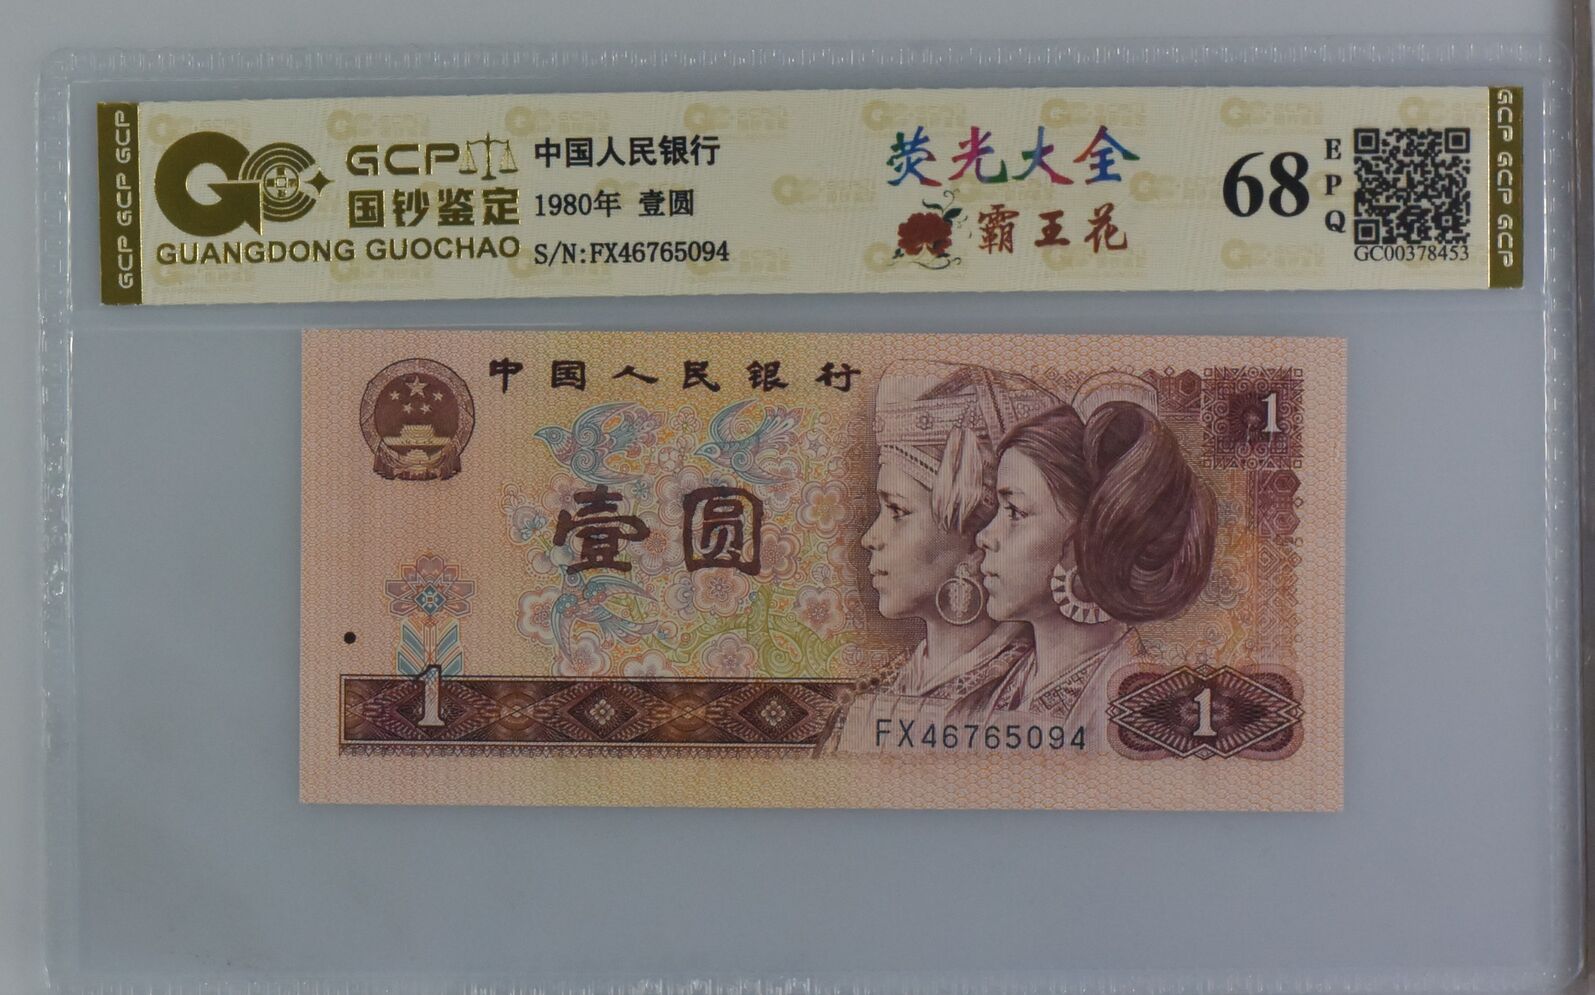 GCP GCP GCP
GCP
国钞鉴定
GUANGDONG GUOCHAO
中国人民银行
1980年 壹圆
S/N:FX46765094
荧光大全
霸王花
68
EPQ
GC00378453
GCP GCP GCP
中国人民银行
1
壹圆
1
FX46765094
1